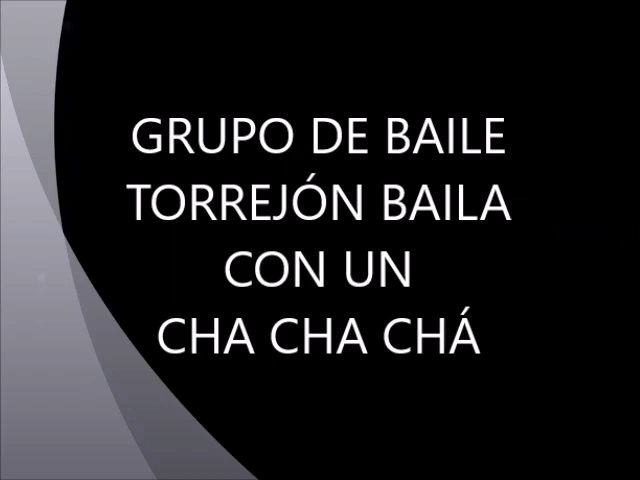 GRUPO DE BAILE
TORREJÓN BAILA
CON UN
CHA CHA CHÁ